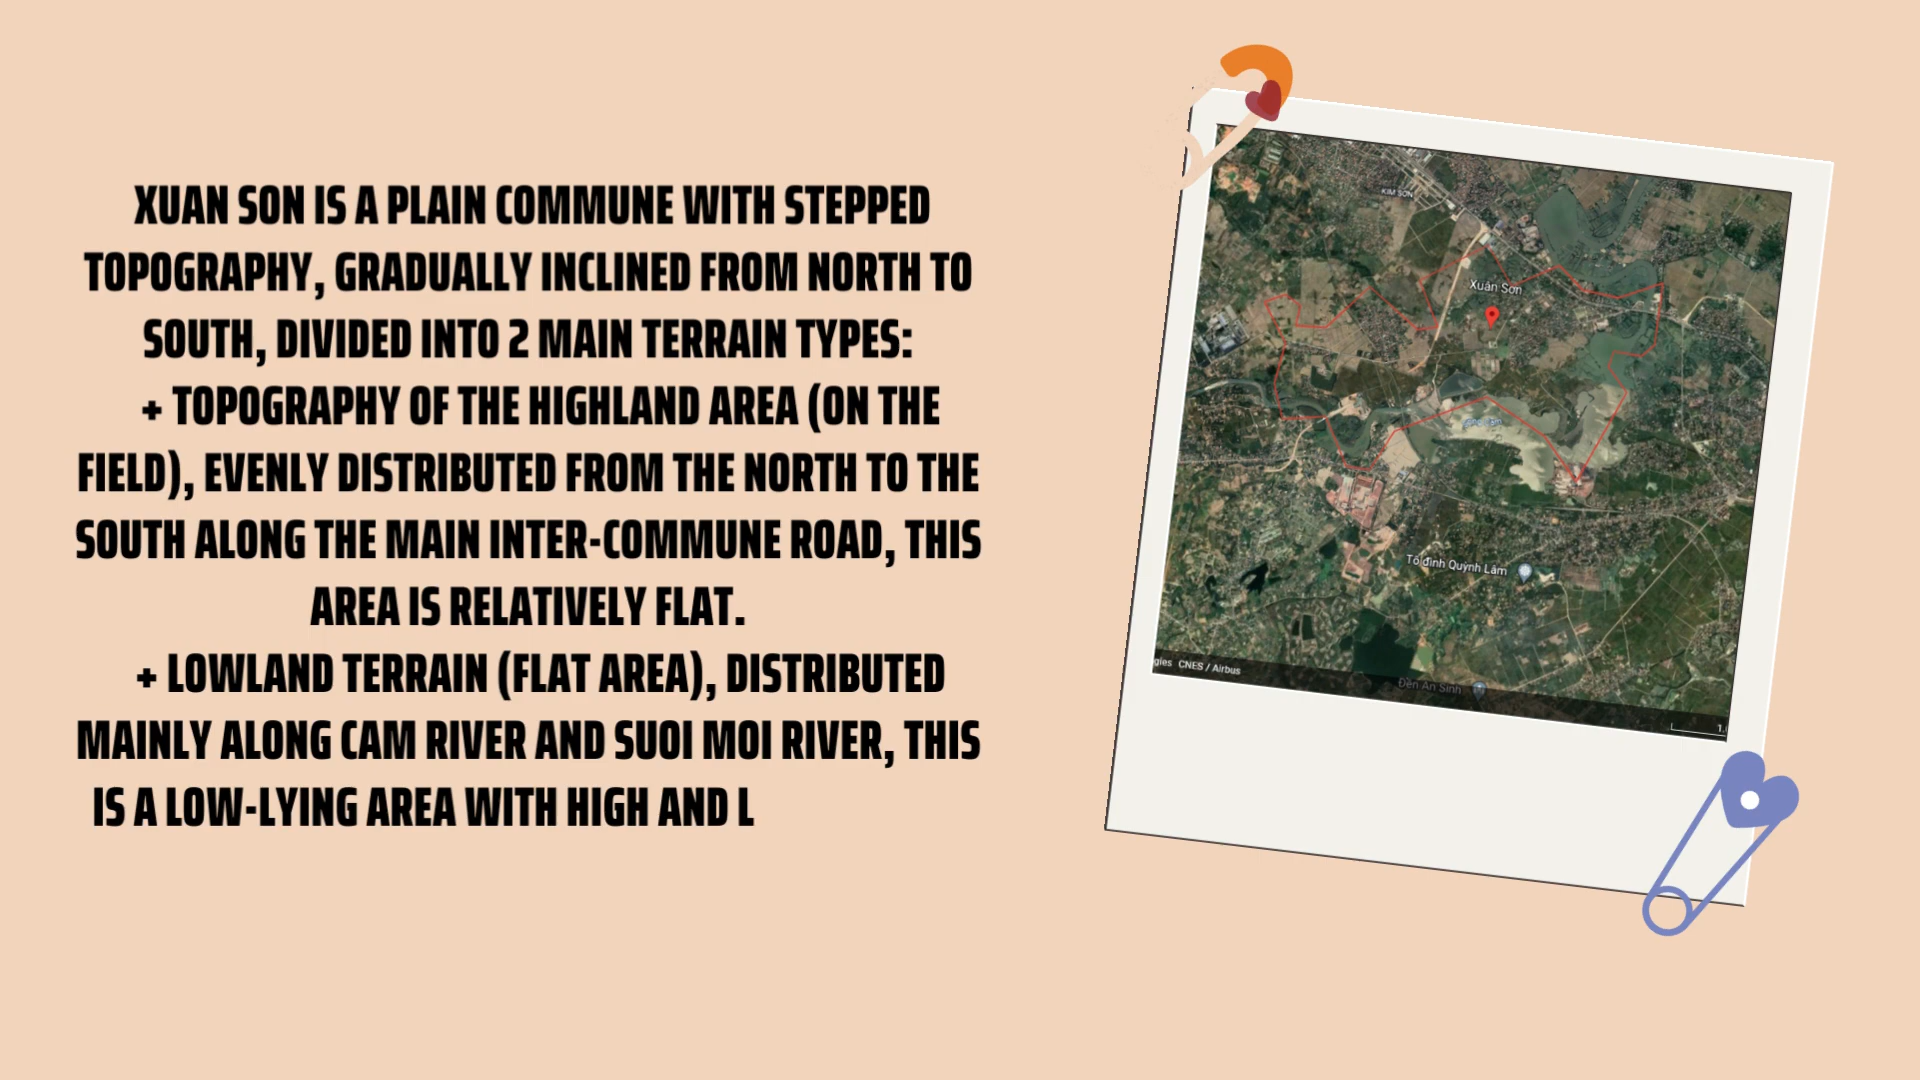 XUAN SON IS A PLAIN COMMUNE WITH STEPPED
TOPOGRAPHY, GRADUALLY INCLINED FROM NORTH TO
SOUTH, DIVIDED INTO 2 MAIN TERRAIN TYPES:
+ TOPOGRAPHY OF THE HIGHLAND AREA (ON THE
FIELD), EVENLY DISTRIBUTED FROM THE NORTH TO THE
SOUTH ALONG THE MAIN INTER-COMMUNE ROAD, THIS
AREA IS RELATIVELY FLAT.
+ LOWLAND TERRAIN (FLAT AREA), DISTRIBUTED
MAINLY ALONG CAM RIVER AND SUOI MOI RIVER, THIS
IS A LOW-LYING AREA WITH HIGH AND L
KIM SƠN
Xuân Sơn
Tổ đình Quỳnh Lâm
gies CNES / Airbus
Đền An Sinh